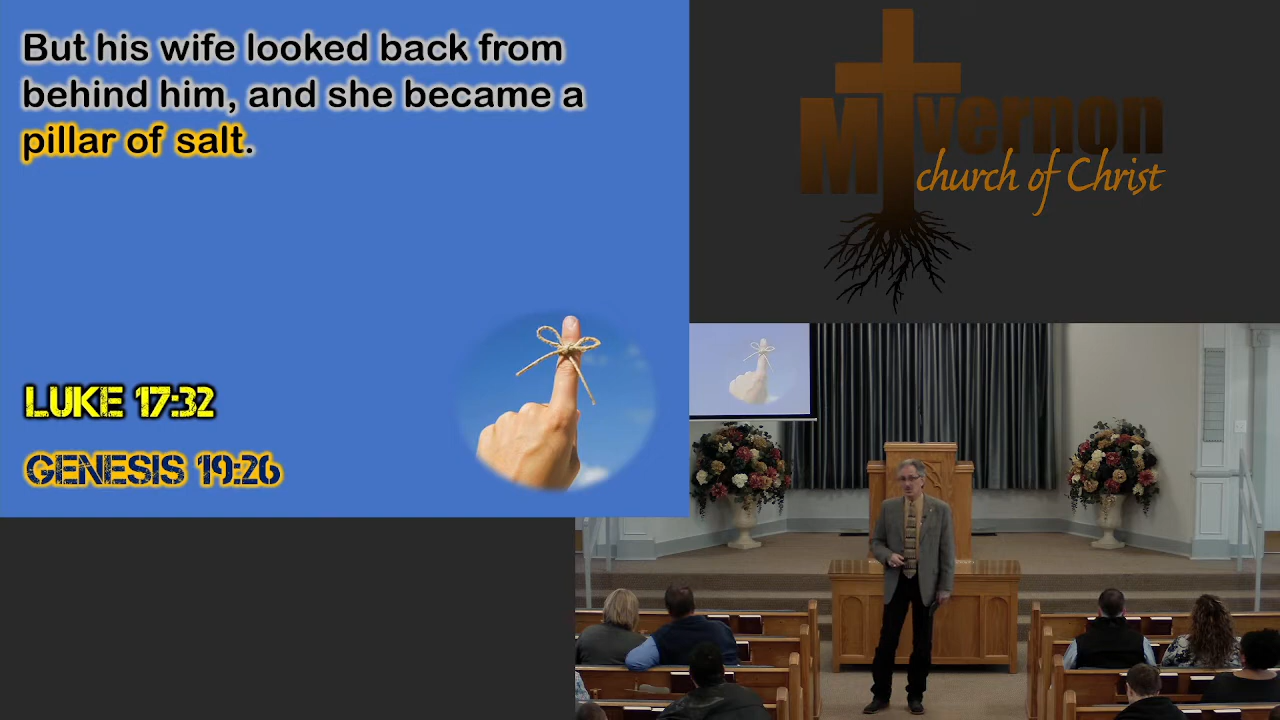 But his wife looked back from
behind him, and she became a
pillar of salt.
LUKE 17:32
GENESIS 19:26
Mt vernon
church of Christ